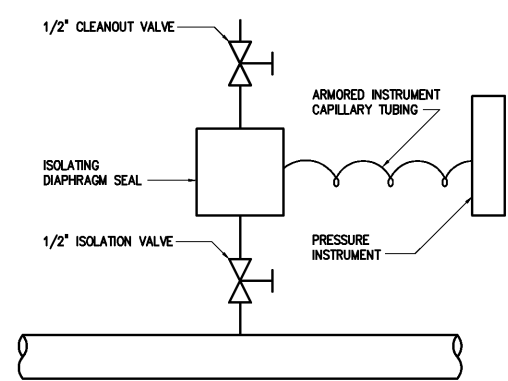 1/2" CLEANOUT VALVE
ARMORED INSTRUMENT
CAPILLARY TUBING
ISOLATING
DIAPHRAGM SEAL
1/2" ISOLATION VALVE
PRESSURE
INSTRUMENT